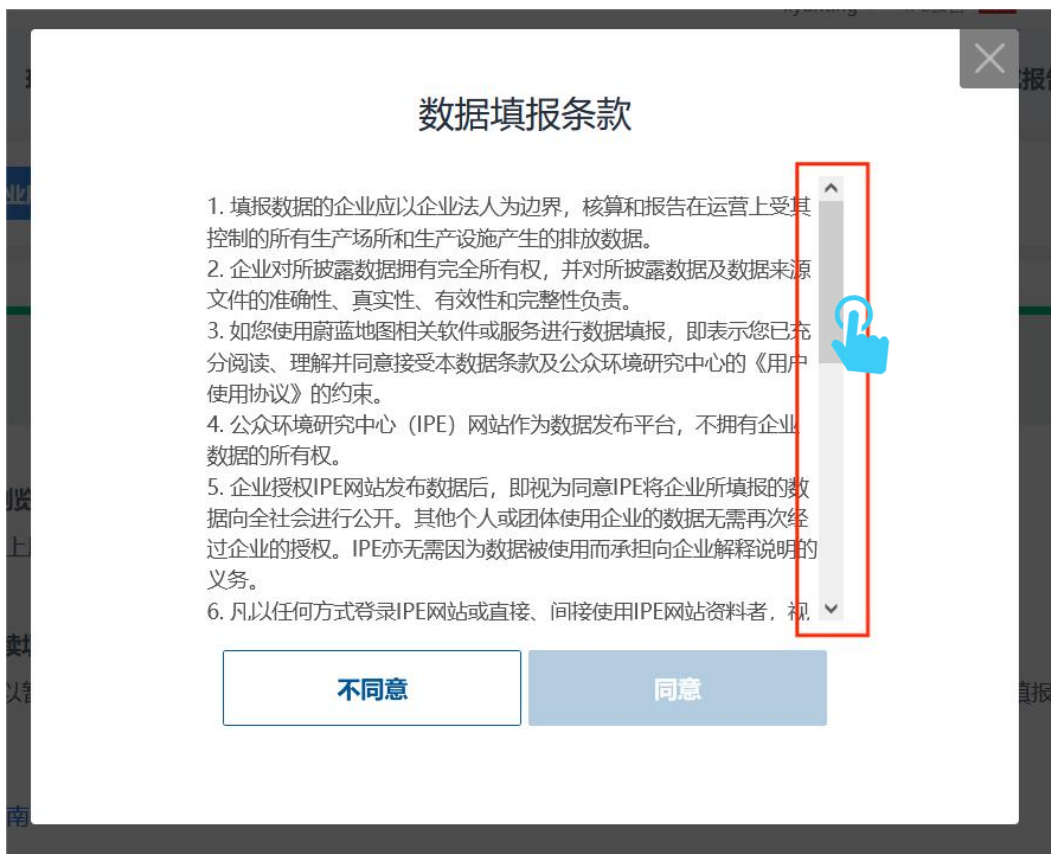 报告
数据填报条款
1. 填报数据的企业应以企业法人为边界，核算和报告在运营上受其
控制的所有生产场所和生产设施产生的排放数据。
2. 企业对所披露数据拥有完全所有权，并对所披露数据及数据来源
文件的准确性、真实性、有效性和完整性负责。
3. 如您使用蔚蓝地图相关软件或服务进行数据填报，即表示您已充
分阅读、理解并同意接受本数据条款及公众环境研究中心的《用户
使用协议》的约束。
4. 公众环境研究中心（IPE）网站作为数据发布平台，不拥有企业
数据的所有权。
5. 企业授权IPE网站发布数据后，即视为同意IPE将企业所填报的数
据向全社会进行公开。其他个人或团体使用企业的数据无需再次经
过企业的授权。IPE亦无需因为数据被使用而承担向企业解释说明的
义务。
6. 凡以任何方式登录IPE网站或直接、间接使用IPE网站资料者，视
不同意
同意
填报
南